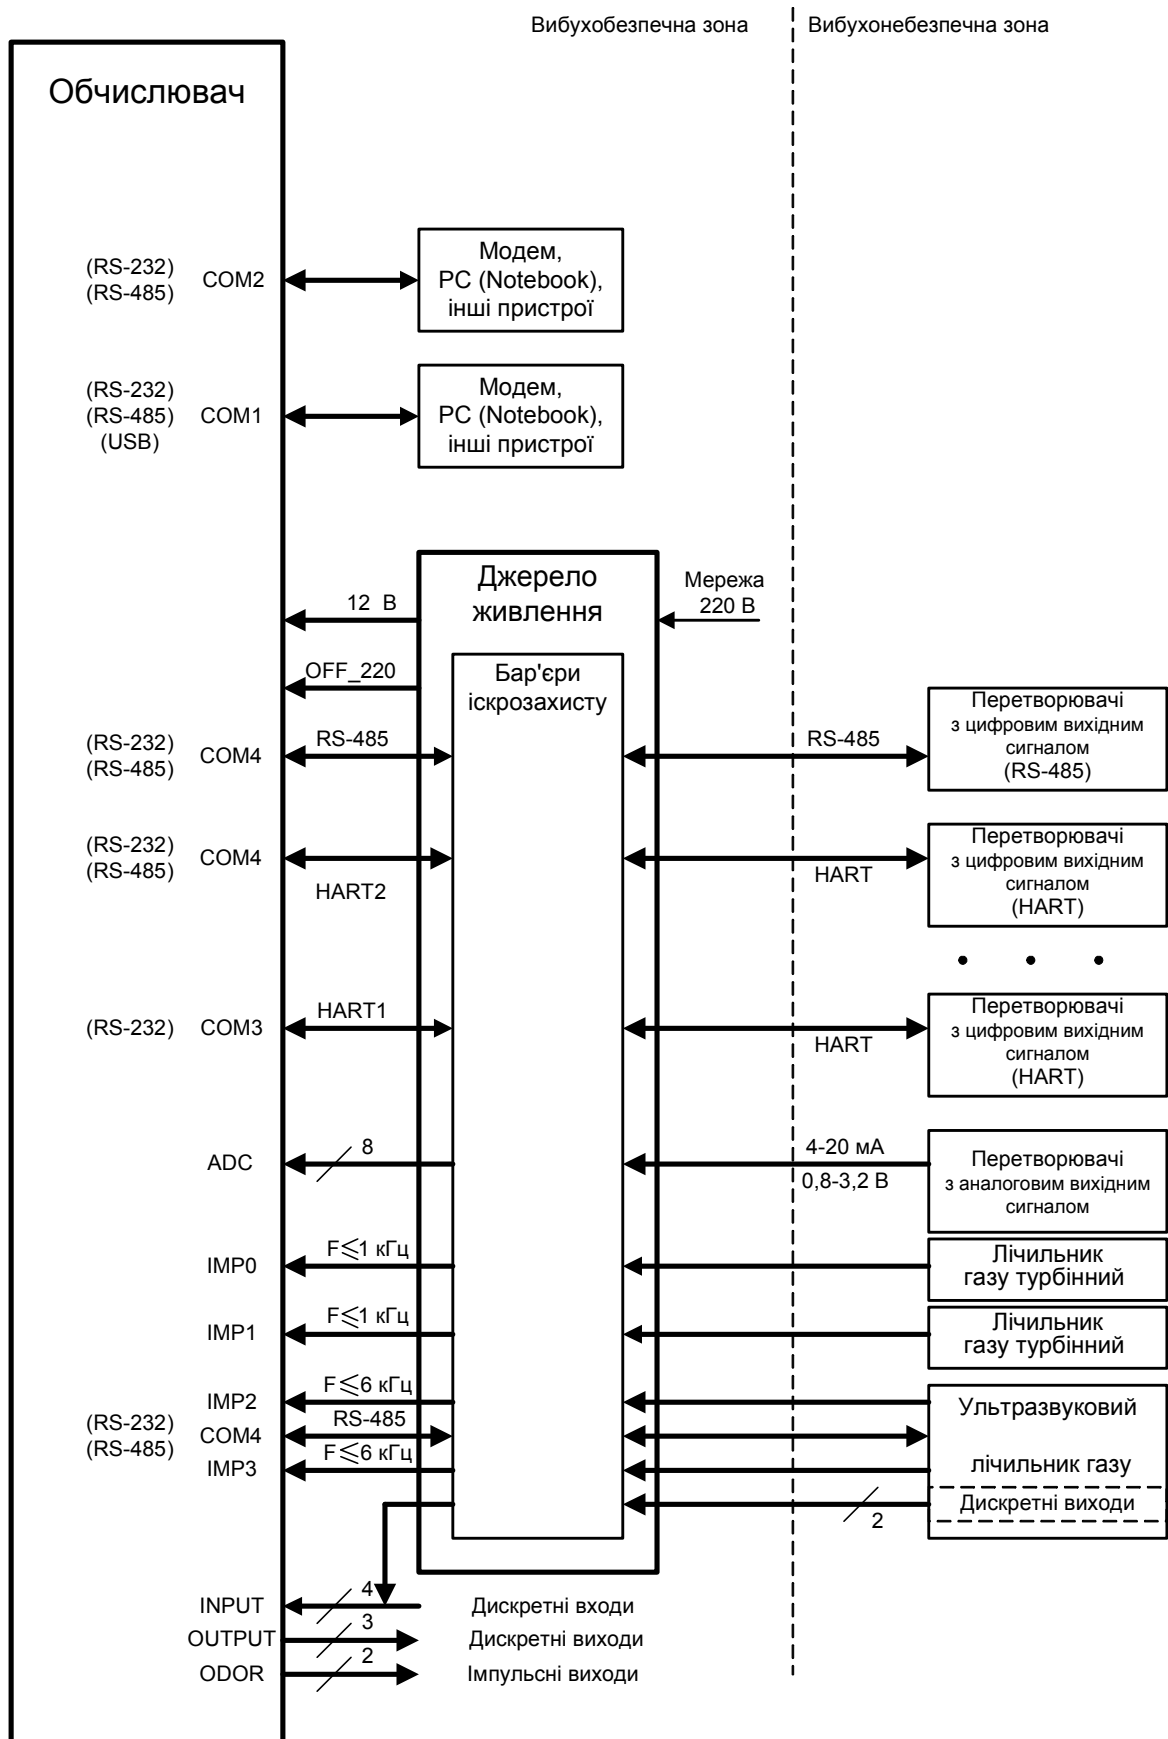 Вибухобезпечна зона
Вибухонебезпечна зона
Обчислювач
(RS-232)
(RS-485)
COM2
Модем,
PC (Notebook),
інші пристрої
(RS-232)
(RS-485)
(USB)
COM1
Модем,
PC (Notebook),
інші пристрої
Джерело
живлення
Мережа
220 В
12 В
OFF_220
Бар'єри
іскрозахисту
(RS-232)
(RS-485)
COM4
RS-485
RS-485
Перетворювачі
з цифровим вихідним
сигналом
(RS-485)
(RS-232)
(RS-485)
COM4
HART2
HART
Перетворювачі
з цифровим вихідним
сигналом
(HART)
(RS-232)
COM3
HART1
HART
Перетворювачі
з цифровим вихідним
сигналом
(HART)
ADC
8
4-20 мА
0,8-3,2 В
Перетворювачі
з аналоговим вихідним
сигналом
IMP0
F⩽1 кГц
Лічильник
газу турбінний
IMP1
F⩽1 кГц
Лічильник
газу турбінний
IMP2
F⩽6 кГц
(RS-232)
(RS-485)
COM4
RS-485
IMP3
F⩽6 кГц
Ультразвуковий
лічильник газу
Дискретні виходи
2
INPUT
4
Дискретні входи
OUTPUT
3
Дискретні виходи
ODOR
2
Імпульсні виходи